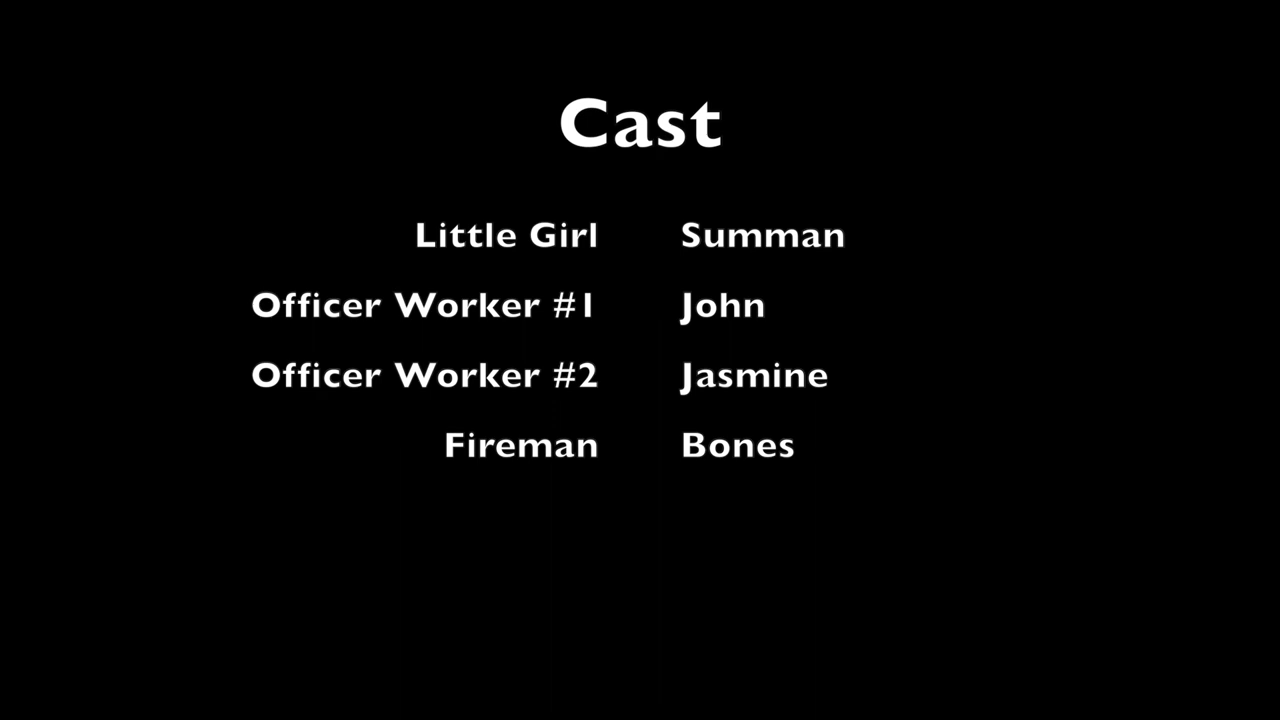 Cast
Little Girl Summan
Officer Worker #1 John
Officer Worker #2 Jasmine
Fireman Bones